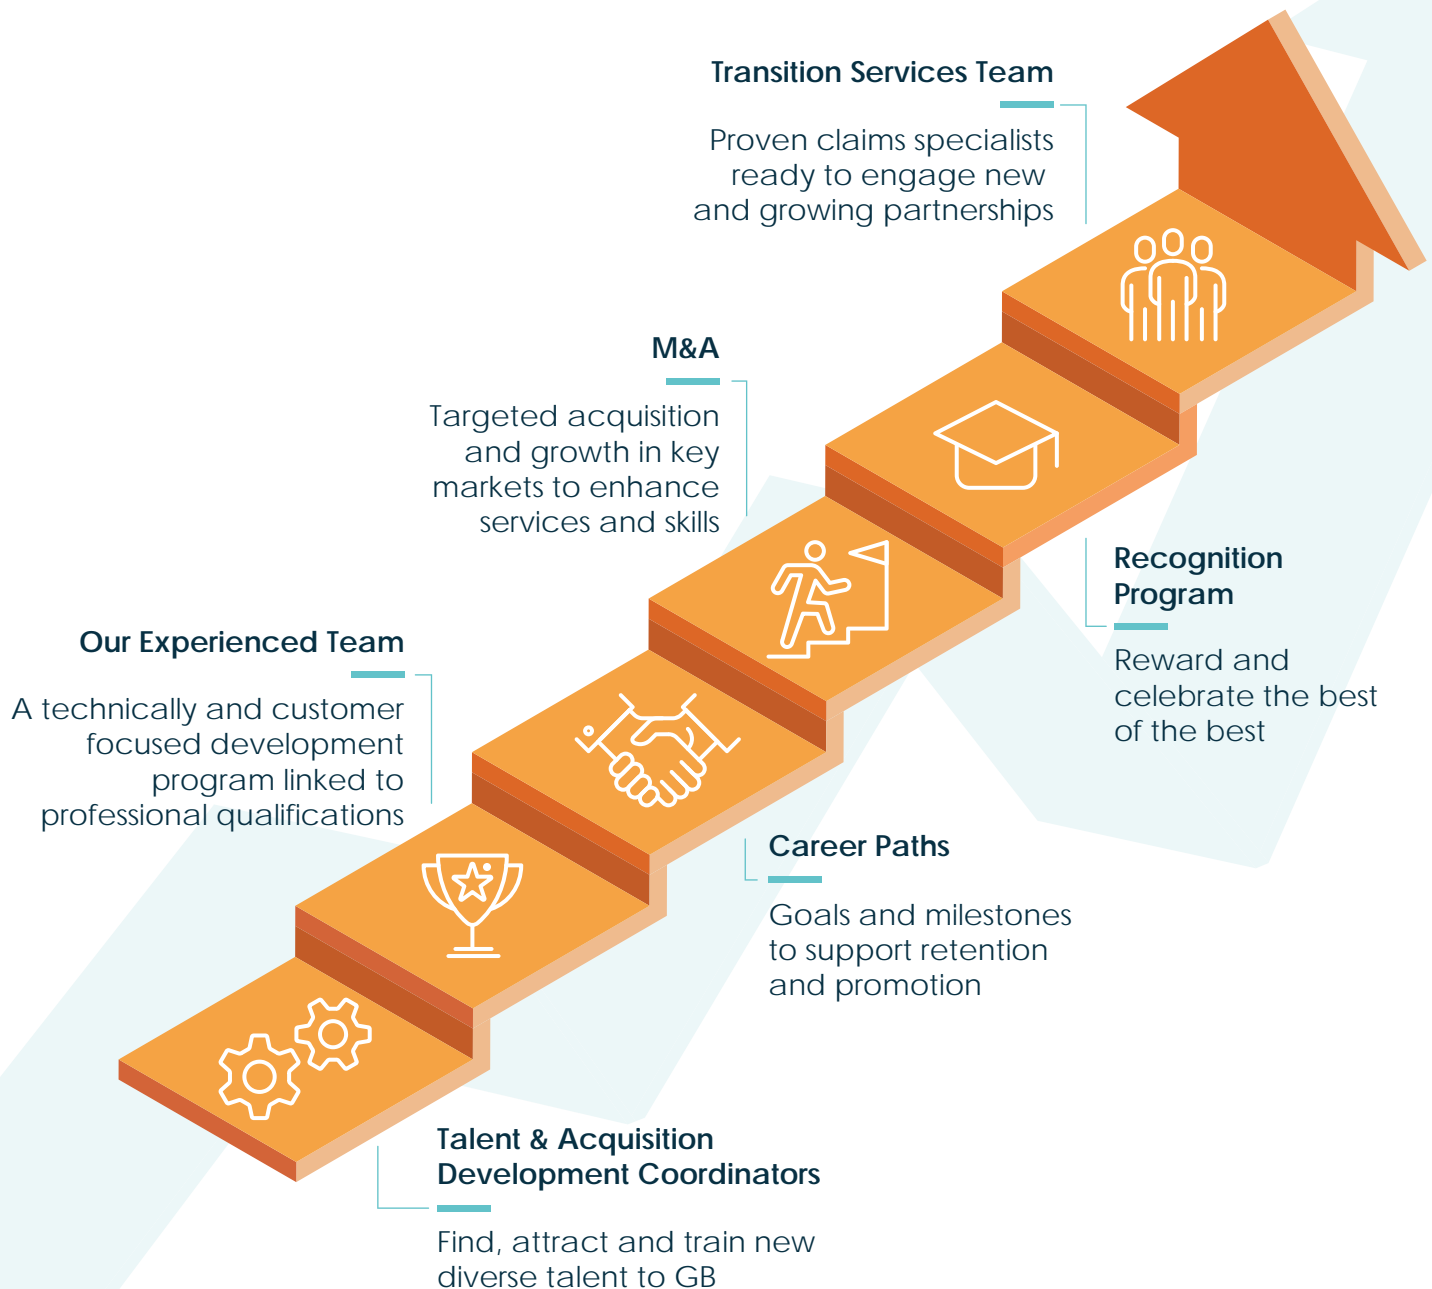 Transition Services Team
Proven claims specialists
ready to engage new
and growing partnerships
M&A
Targeted acquisition
and growth in key
markets to enhance
services and skills
Recognition
Program
Reward and
celebrate the best
of the best
Our Experienced Team
A technically and customer
focused development
program linked to
professional qualifications
Career Paths
Goals and milestones
to support retention
and promotion
Talent & Acquisition
Development Coordinators
Find, attract and train new
diverse talent to GB